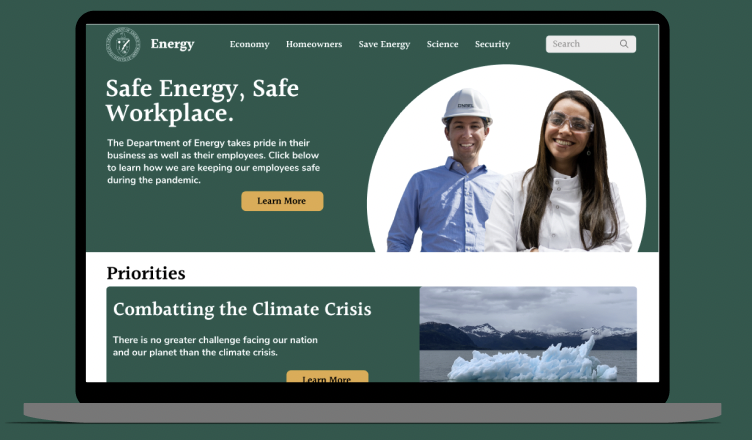 Energy
Economy Homeowners Save Energy Science Security
Search
Safe Energy, Safe
Workplace.
The Department of Energy takes pride in their
business as well as their employees. Click below
to learn how we are keeping our employees safe
during the pandemic.
Learn More
Priorities
Combatting the Climate Crisis
There is no greater challenge facing our nation
and our planet than the climate crisis.
Learn More